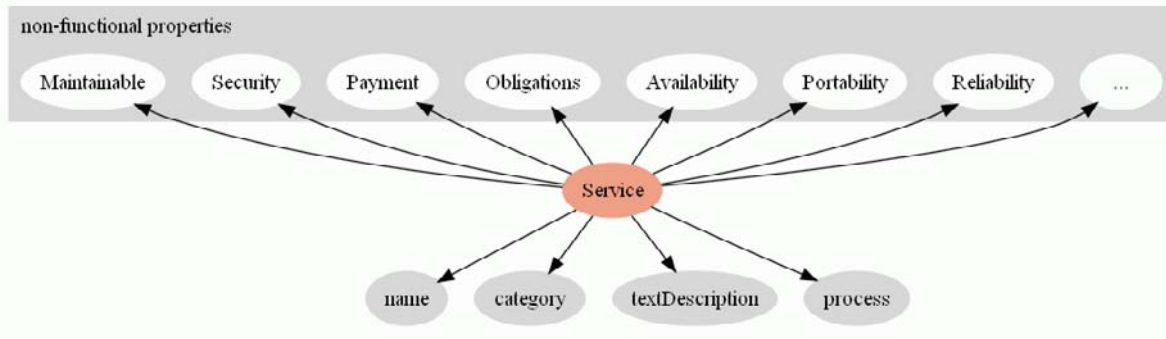 non-functional properties
Maintainable Security Payment Obligations Availability Portability Reliability ...
Service
name category textDescription process